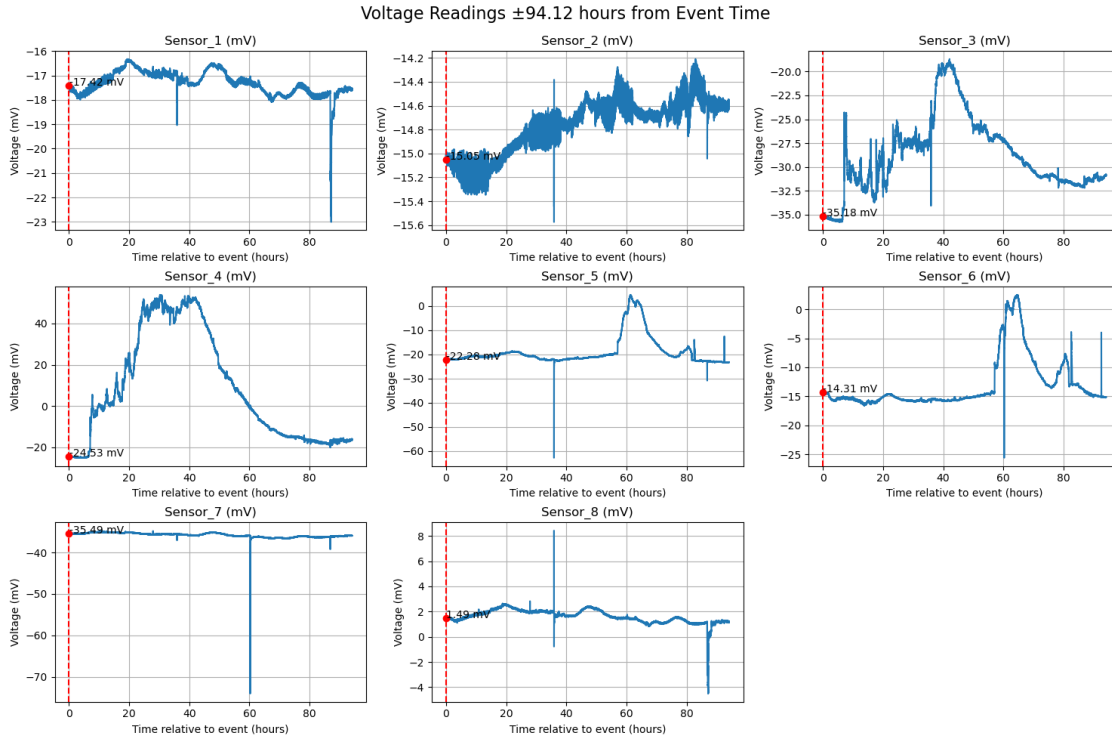 Voltage Readings ±94.12 hours from Event Time
Sensor_1 (mV)
Voltage (mV)
−16
−17
−18
−19
−20
−21
−22
−23
-17.42 mV
0 20 40 60 80
Time relative to event (hours)
Sensor_2 (mV)
Voltage (mV)
−14.2
−14.4
−14.6
−14.8
−15.0
−15.2
−15.4
−15.6
-15.05 mV
0 20 40 60 80
Time relative to event (hours)
Sensor_3 (mV)
Voltage (mV)
−20.0
−22.5
−25.0
−27.5
−30.0
−32.5
−35.0
-35.18 mV
0 20 40 60 80
Time relative to event (hours)
Sensor_4 (mV)
Voltage (mV)
40
20
0
−20
-24.53 mV
0 20 40 60 80
Time relative to event (hours)
Sensor_5 (mV)
Voltage (mV)
0
−10
−20
−30
−40
−50
−60
-22.28 mV
0 20 40 60 80
Time relative to event (hours)
Sensor_6 (mV)
Voltage (mV)
0
−5
−10
−15
−20
−25
-14.31 mV
0 20 40 60 80
Time relative to event (hours)
Sensor_7 (mV)
Voltage (mV)
−40
−50
−60
−70
-35.49 mV
0 20 40 60 80
Time relative to event (hours)
Sensor_8 (mV)
Voltage (mV)
8
6
4
2
0
−2
−4
1.49 mV
0 20 40 60 80
Time relative to event (hours)